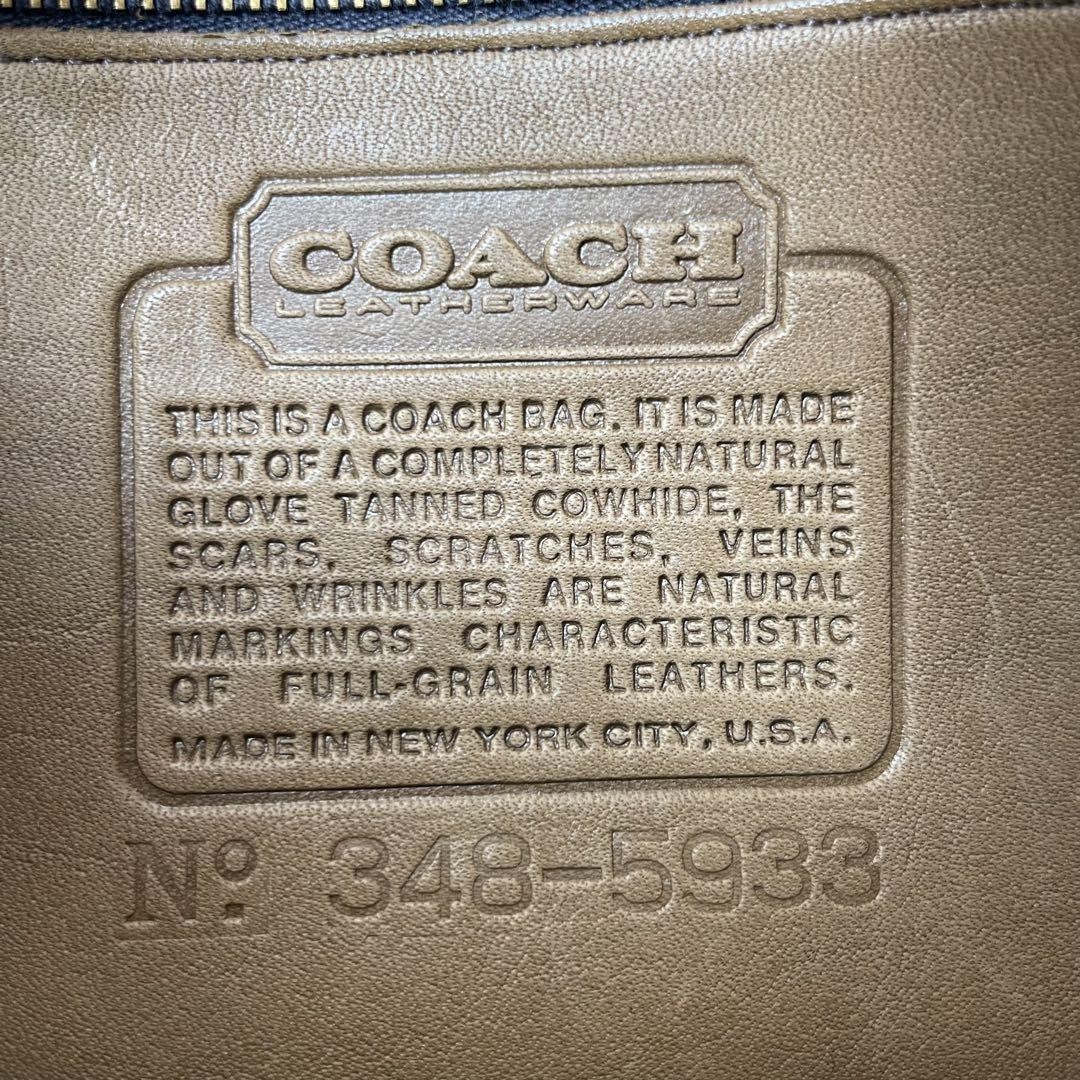 COACH
LEATHERWARE
THIS IS A COACH BAG. IT IS MADE
OUT OF A COMPLETELY NATURAL
GLOVE TANNED COWHIDE, THE
SCARS, SCRATCHES, VEINS
AND WRINKLES ARE NATURAL
MARKINGS CHARACTERISTIC
OF FULL-GRAIN LEATHERS.
MADE IN NEW YORK CITY, U.S.A.
No. 348-5933